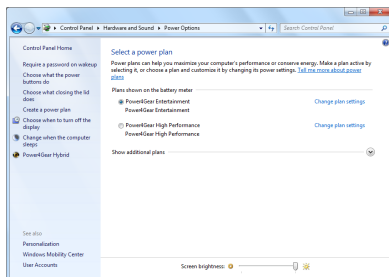 Control Panel ▸ Hardware and Sound ▸ Power Options
Search Control Panel
Control Panel Home
Require a password on wakeup
Choose what the power
buttons do
Choose what closing the lid
does
Create a power plan
Choose when to turn off the
display
Change when the computer
sleeps
Power4Gear Hybrid
See also
Personalization
Windows Mobility Center
User Accounts
Select a power plan
Power plans can help you maximize your computer's performance or conserve energy. Make a plan active by
selecting it, or choose a plan and customize it by changing its power settings. Tell me more about power
plans
Plans shown on the battery meter
Power4Gear Entertainment
Change plan settings
Power4Gear Entertainment
Power4Gear High Performance
Change plan settings
Power4Gear High Performance
Show additional plans
Screen brightness: